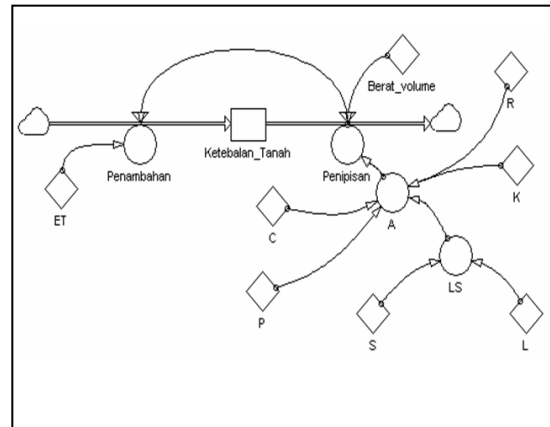 Berat_volume
R
Ketebalan_Tanah
Penambahan
Penipisan
ET
K
C
A
P
LS
S
L